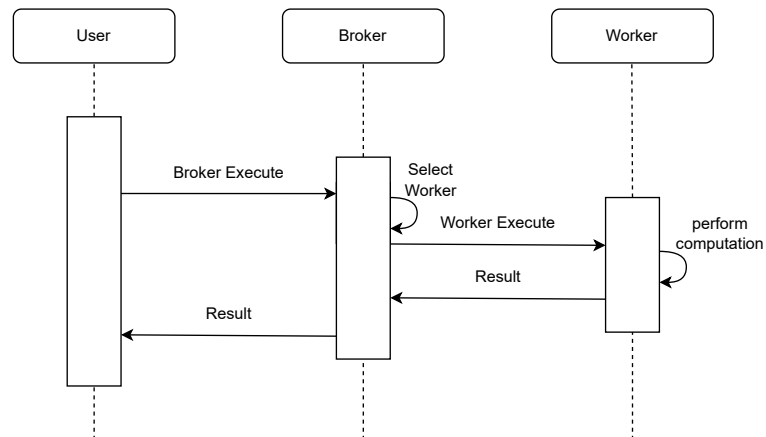 User
Broker
Worker
Broker Execute
Select
Worker
Worker Execute
perform
computation
Result
Result